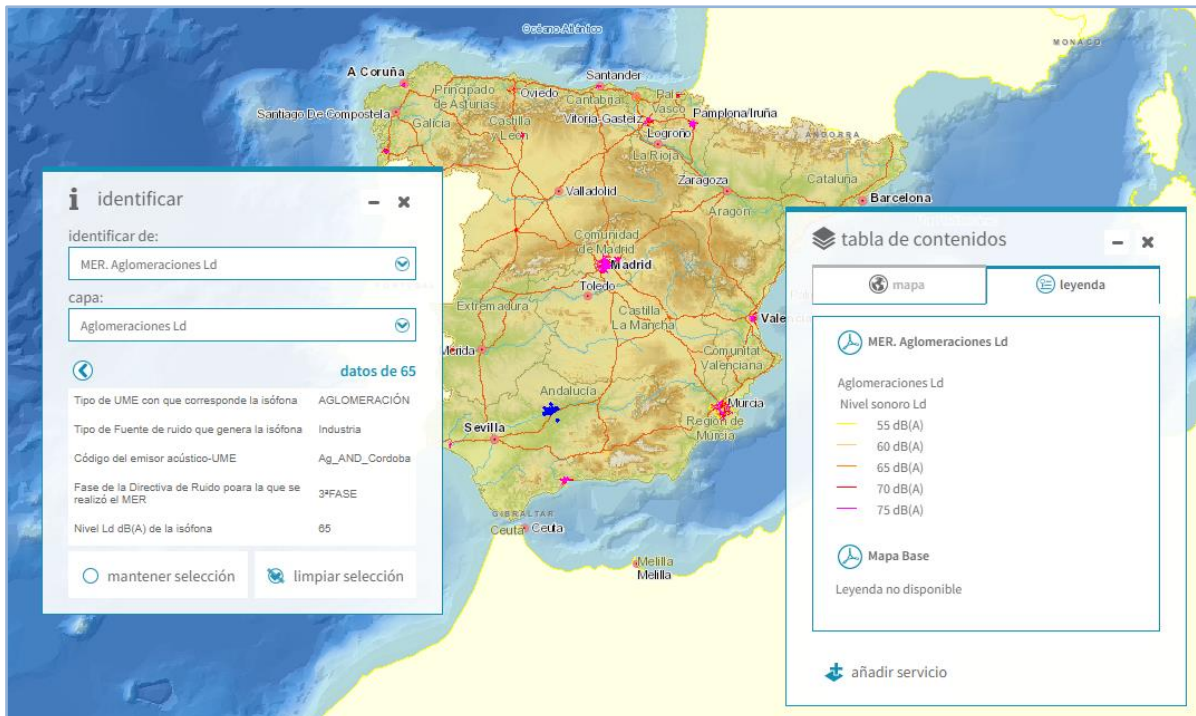 Océano Atlántico
MONACO
A Coruña
Santander
Principado de Asturias
Oviedo
Cantabria
País Vasco
Santiago De Compostela
Galicia
Castilla y León
Vitoria-Gasteiz
Pamplona/Iruña
Logroño
ANDORRA
La Rioja
Cataluña
Valladolid
Zaragoza
Aragón
Barcelona
Comunidad de Madrid
Madrid
Toledo
Extremadura
Castilla La Mancha
Mérida
Comunitat Valenciana
Andalucía
Murcia
Región de Murcia
Sevilla
GIBRALTAR
Ceuta
Ceuta
Melilla
Melilla
identificar
identificar de:
MER. Aglomeraciones Ld
capa:
Aglomeraciones Ld
datos de 65
Tipo de UME con que corresponde la isófona AGLOMERACIÓN
Tipo de Fuente de ruido que genera la isófona Industria
Código del emisor acústico-UME Ag_AND_Cordoba
Fase de la Directiva de Ruido poara la que se
realizó el MER 3ªFASE
Nivel Ld dB(A) de la isófona 65
mantener selección limpiar selección
tabla de contenidos
mapa leyenda
MER. Aglomeraciones Ld
Aglomeraciones Ld
Nivel sonoro Ld
55 dB(A)
60 dB(A)
65 dB(A)
70 dB(A)
75 dB(A)
Mapa Base
Leyenda no disponible
añadir servicio